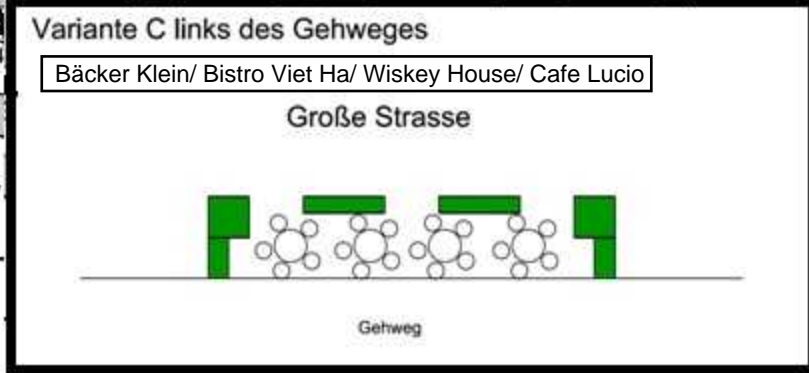 Variante C links des Gehweges
Bäcker Klein/ Bistro Viet Ha/ Wiskey House/ Cafe Lucio
Große Strasse
Gehweg